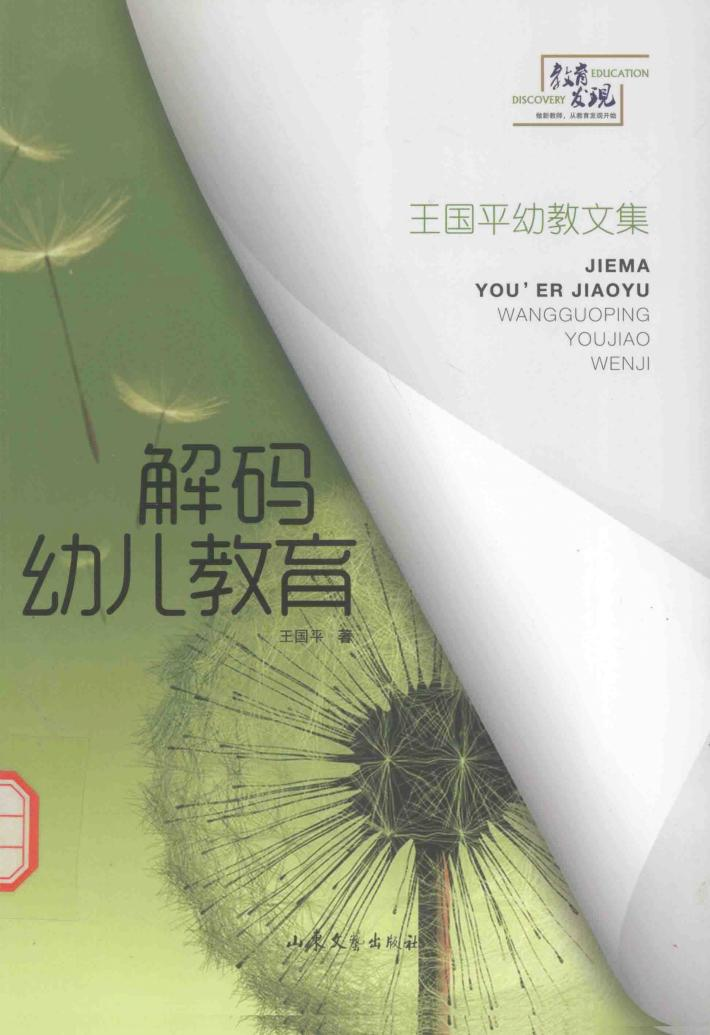 教育 EDUCATION
DISCOVERY 发现
做新教师，从教育发现开始
王国平幼教文集
JIEMA
YOU' ER JIAOYU
WANGGUOPING
YOUJIAO
WENJI
解码
幼儿教育
王国平 著
山东文艺出版社